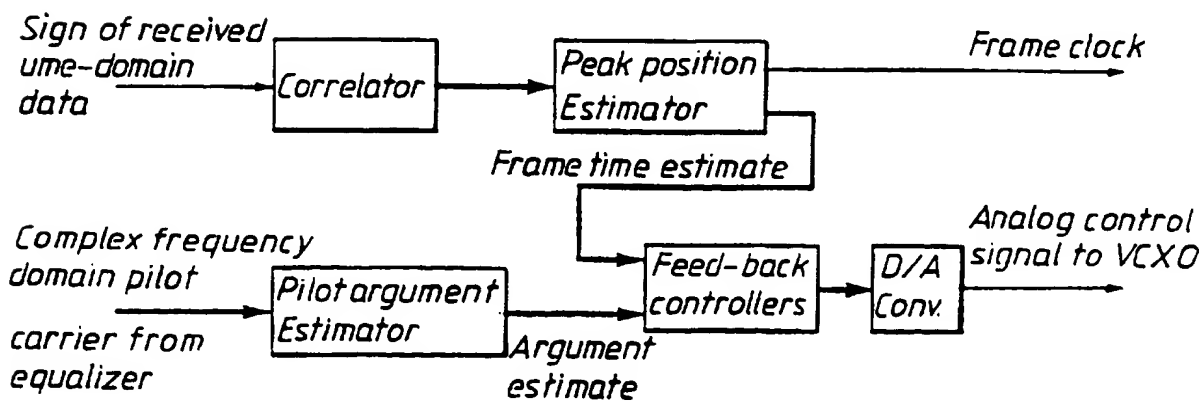 Sign of received
ume-domain
data
Correlator
Peak position
Estimator
Frame clock
Frame time estimate
Complex frequency
domain pilot
carrier from
equalizer
Pilot argument
Estimator
Argument
estimate
Feed-back
controllers
D/A
Conv.
Analog control
signal to VCXO